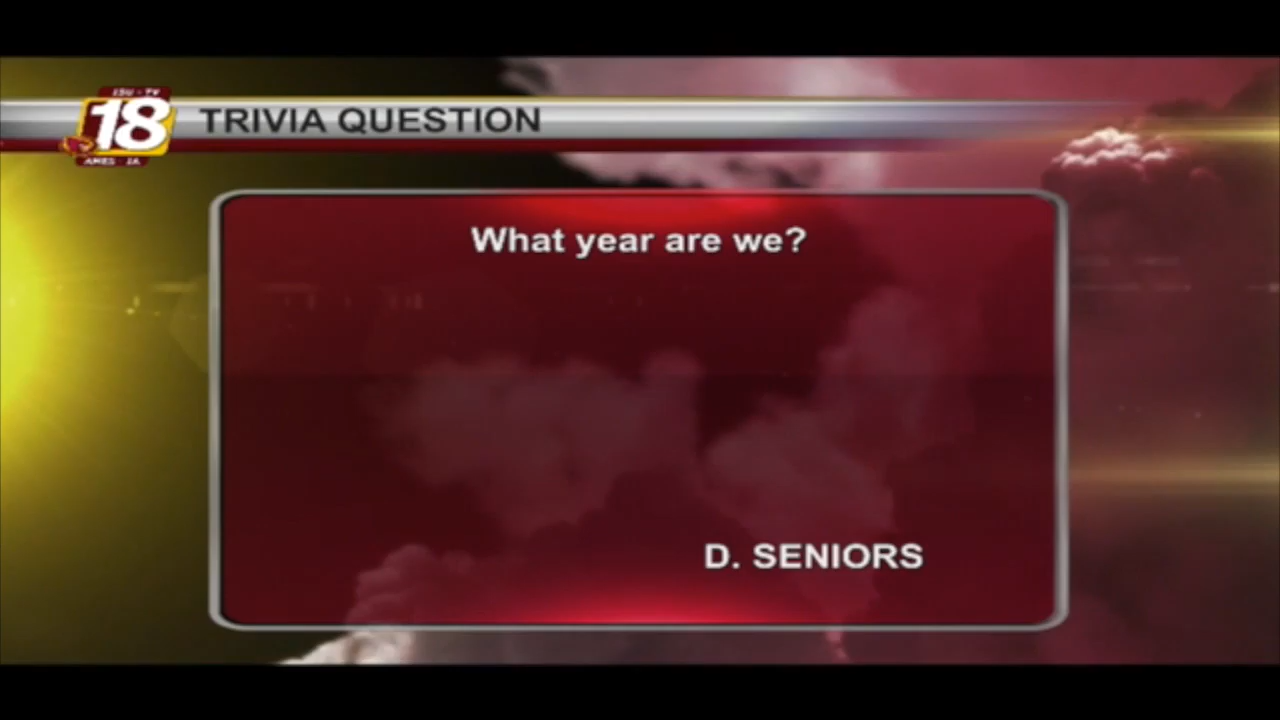 ISU - TV
18
AMES - IA
TRIVIA QUESTION
What year are we?
D. SENIORS